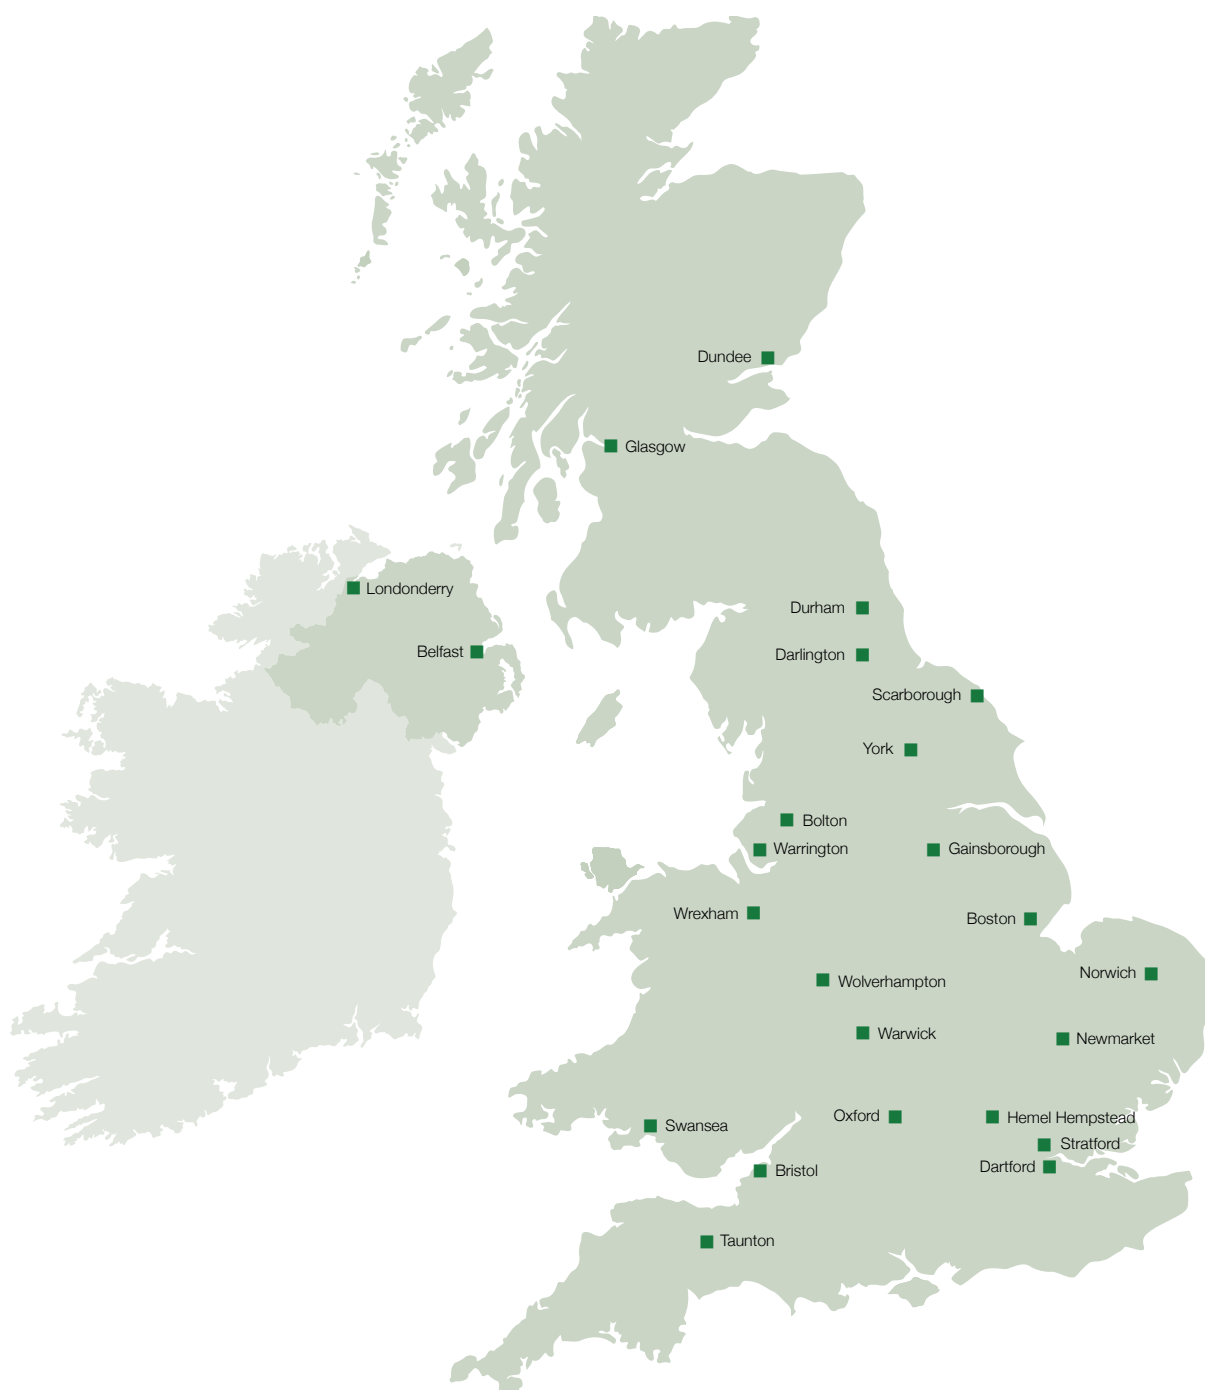 Dundee
Glasgow
Londonderry
Durham
Belfast
Darlington
Scarborough
York
Bolton
Warrington
Gainsborough
Wrexham
Boston
Norwich
Wolverhampton
Warwick
Newmarket
Oxford
Hemel Hempstead
Swansea
Stratford
Dartford
Bristol
Taunton